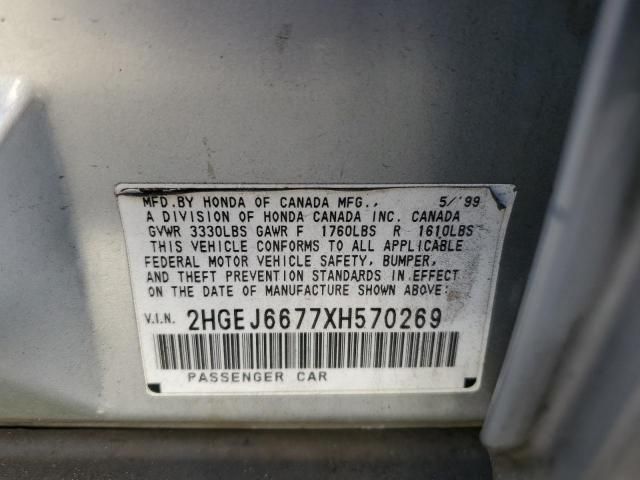 MFD.BY HONDA OF CANADA MFG., 5/'99
A DIVISION OF HONDA CANADA INC. CANADA
GVWR 3330LBS GAWR F 1760LBS R 1610LBS
THIS VEHICLE CONFORMS TO ALL APPLICABLE
FEDERAL MOTOR VEHICLE SAFETY, BUMPER,
AND THEFT PREVENTION STANDARDS IN EFFECT
ON THE DATE OF MANUFACTURE SHOWN ABOVE.
V.I.N. 2HGEJ6677XH570269
PASSENGER CAR